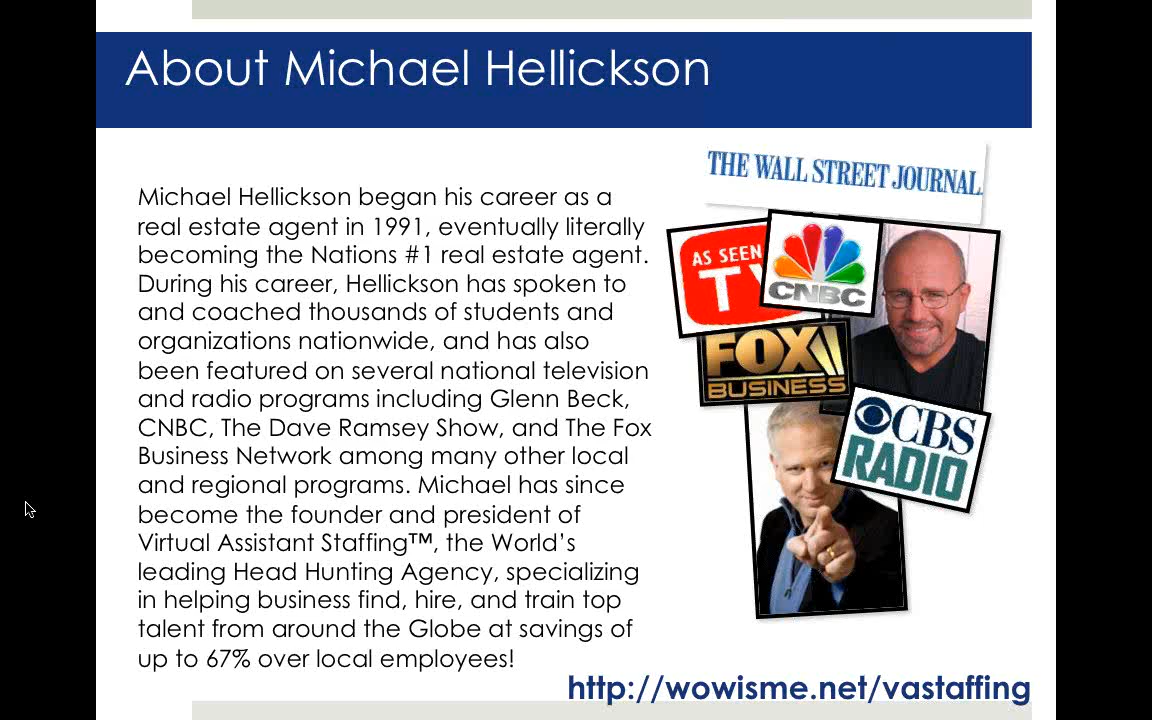 About Michael Hellickson
Michael Hellickson began his career as a
real estate agent in 1991, eventually literally
becoming the Nations #1 real estate agent.
During his career, Hellickson has spoken to
and coached thousands of students and
organizations nationwide, and has also
been featured on several national television
and radio programs including Glenn Beck,
CNBC, The Dave Ramsey Show, and The Fox
Business Network among many other local
and regional programs. Michael has since
become the founder and president of
Virtual Assistant Staffing™, the World’s
leading Head Hunting Agency, specializing
in helping business find, hire, and train top
talent from around the Globe at savings of
up to 67% over local employees!
THE WALL STREET JOURNAL.
AS SEEN
TV
CNBC
FOX
BUSINESS
CBS
RADIO
http://wowisme.net/vastaffing